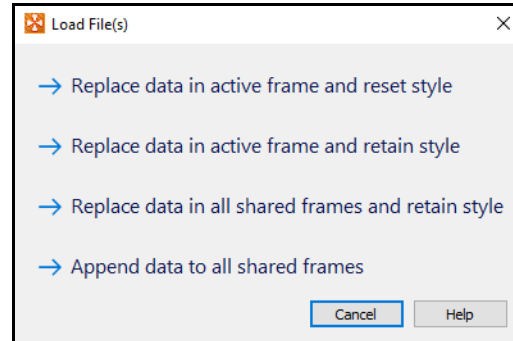 Load File(s)
Replace data in active frame and reset style
Replace data in active frame and retain style
Replace data in all shared frames and retain style
Append data to all shared frames
Cancel Help